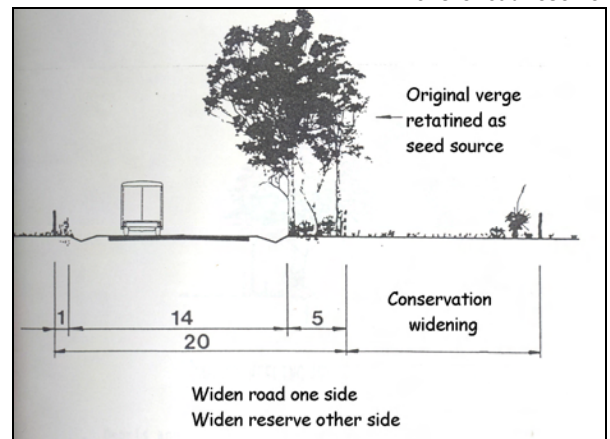 Original verge
retatined as
seed source
Conservation
widening
1
14
5
20
Widen road one side
Widen reserve other side